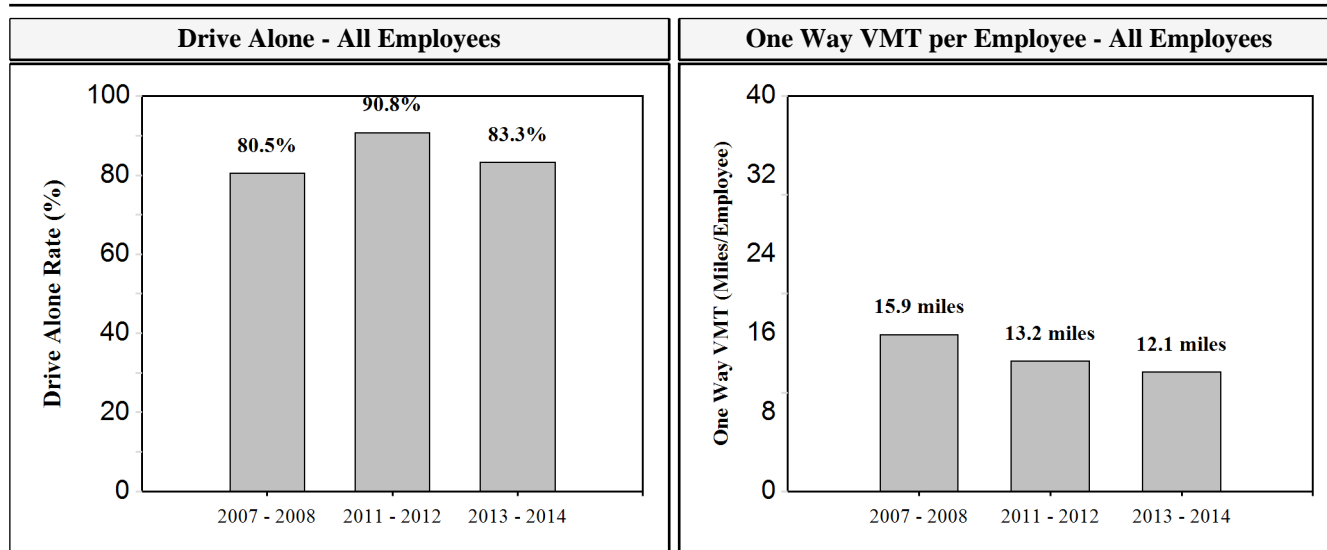 Drive Alone - All Employees
One Way VMT per Employee - All Employees
Drive Alone Rate (%)
100
80
60
40
20
0
80.5%
90.8%
83.3%
2007 - 2008
2011 - 2012
2013 - 2014
One Way VMT (Miles/Employee)
40
32
24
16
8
0
15.9 miles
13.2 miles
12.1 miles
2007 - 2008
2011 - 2012
2013 - 2014